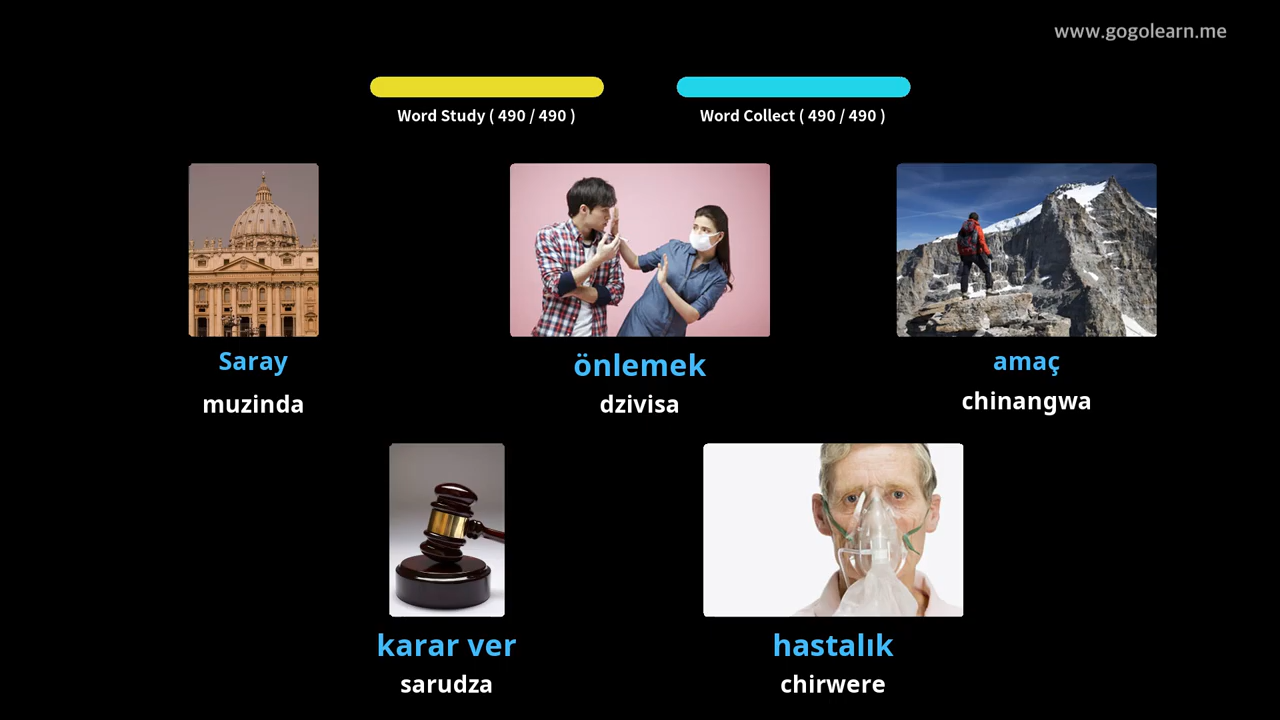 www.gogolearn.me
Word Study ( 490 / 490 )
Word Collect ( 490 / 490 )
Saray
muzinda
önlemek
dzivisa
amaç
chinangwa
karar ver
sarudza
hastalık
chirwere